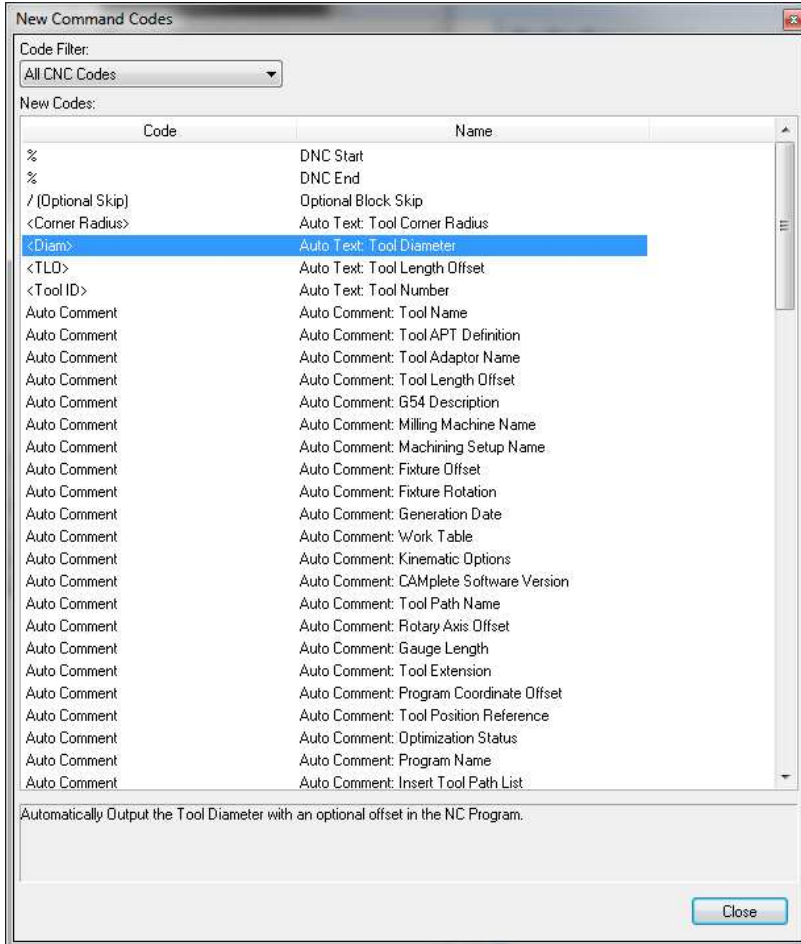 New Command Codes
Code Filter:
All CNC Codes
New Codes:
Code Name
% DNC Start
% DNC End
/ (Optional Skip) Optional Block Skip
<Corner Radius> Auto Text: Tool Corner Radius
<Diam> Auto Text: Tool Diameter
<TLO> Auto Text: Tool Length Offset
<Tool ID> Auto Text: Tool Number
Auto Comment Auto Comment: Tool Name
Auto Comment Auto Comment: Tool APT Definition
Auto Comment Auto Comment: Tool Adaptor Name
Auto Comment Auto Comment: Tool Length Offset
Auto Comment Auto Comment: G54 Description
Auto Comment Auto Comment: Milling Machine Name
Auto Comment Auto Comment: Machining Setup Name
Auto Comment Auto Comment: Fixture Offset
Auto Comment Auto Comment: Fixture Rotation
Auto Comment Auto Comment: Generation Date
Auto Comment Auto Comment: Work Table
Auto Comment Auto Comment: Kinematic Options
Auto Comment Auto Comment: CAMplete Software Version
Auto Comment Auto Comment: Tool Path Name
Auto Comment Auto Comment: Rotary Axis Offset
Auto Comment Auto Comment: Gauge Length
Auto Comment Auto Comment: Tool Extension
Auto Comment Auto Comment: Program Coordinate Offset
Auto Comment Auto Comment: Tool Position Reference
Auto Comment Auto Comment: Optimization Status
Auto Comment Auto Comment: Program Name
Auto Comment Auto Comment: Insert Tool Path List
Automatically Output the Tool Diameter with an optional offset in the NC Program.
Close